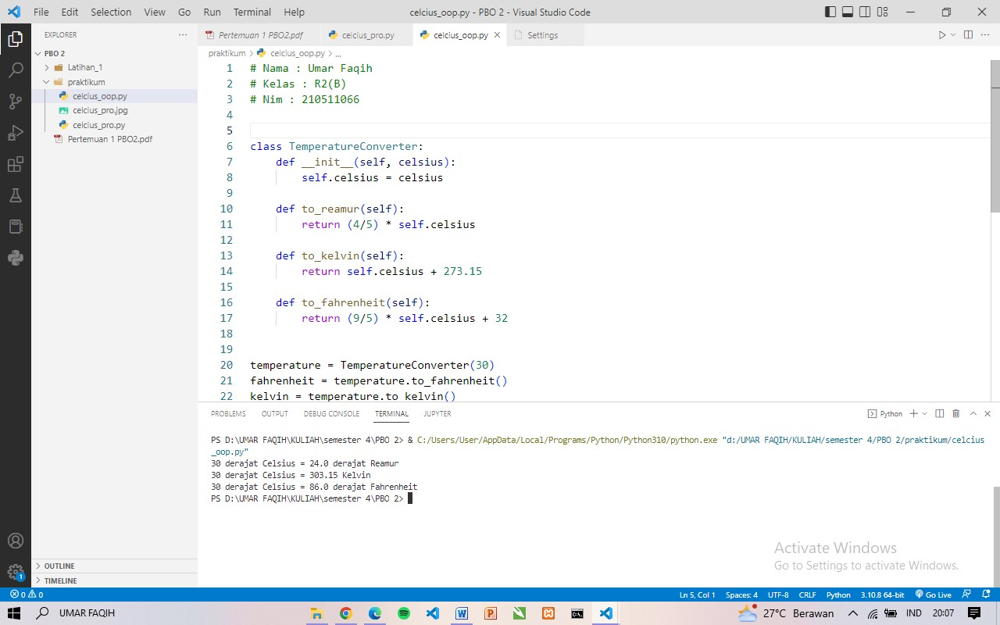 File Edit Selection View Go Run Terminal Help celcius_oop.py - PBO 2 - Visual Studio Code
EXPLORER
PBO 2
Latihan_1
praktikum
celcius_oop.py
celcius_pro.jpg
celcius_pro.py
Pertemuan 1 PBO2.pdf
OUTLINE
TIMELINE
Pertemuan 1 PBO2.pdf celcius_pro.py celcius_oop.py Settings
praktikum > celcius_oop.py > ...
1 # Nama : Umar Faqih
2 # Kelas : R2(B)
3 # Nim : 210511066
4
5
6 class TemperatureConverter:
7 def __init__(self, celsius):
8 self.celsius = celsius
9
10 def to_reamur(self):
11 return (4/5) * self.celsius
12
13 def to_kelvin(self):
14 return self.celsius + 273.15
15
16 def to_fahrenheit(self):
17 return (9/5) * self.celsius + 32
18
19
20 temperature = TemperatureConverter(30)
21 fahrenheit = temperature.to_fahrenheit()
22 kelvin = temperature.to_kelvin()
PROBLEMS OUTPUT DEBUG CONSOLE TERMINAL JUPYTER Python
PS D:\UMAR FAQIH\KULIAH\semester 4\PBO 2> & C:/Users/User/AppData/Local/Programs/Python/Python310/python.exe "d:/UMAR FAQIH/KULIAH/semester 4/PBO 2/praktikum/celcius
_oop.py"
30 derajat Celsius = 24.0 derajat Reamur
30 derajat Celsius = 303.15 Kelvin
30 derajat Celsius = 86.0 derajat Fahrenheit
PS D:\UMAR FAQIH\KULIAH\semester 4\PBO 2>
Activate Windows
Go to Settings to activate Windows.
1
0 0 Ln 5, Col 1 Spaces: 4 UTF-8 CRLF Python 3.10.8 64-bit Go Live
UMAR FAQIH 27°C Berawan IND 20:07